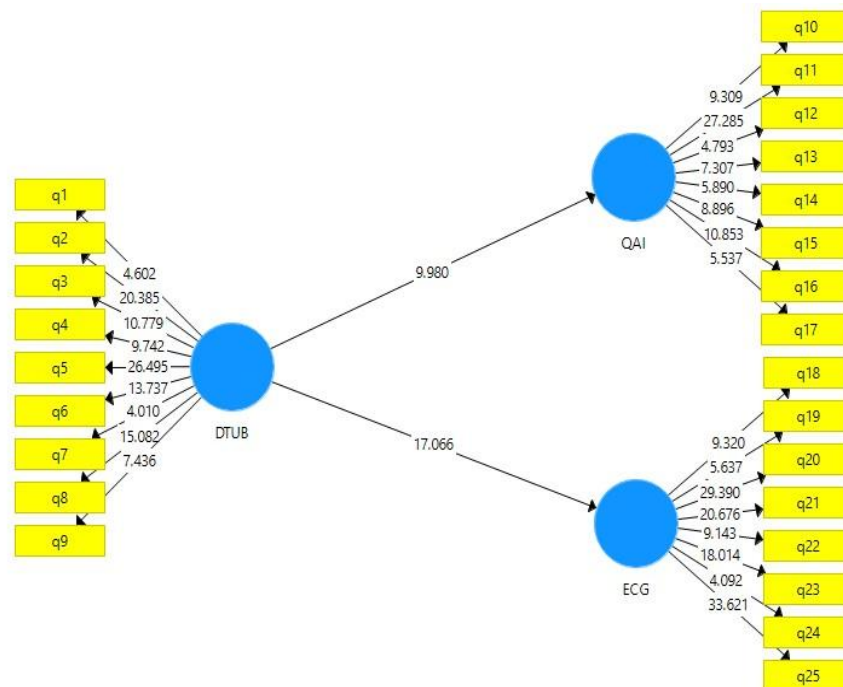 q1
q2
q3
q4
q5
q6
q7
q8
q9
4.602
20.385
10.779
9.742
26.495
13.737
4.010
15.082
7.436
DTUB
9.980
17.066
QAI
9.309
27.285
4.793
7.307
5.890
8.896
10.853
5.537
q10
q11
q12
q13
q14
q15
q16
q17
ECG
9.320
5.637
29.390
20.676
9.143
18.014
4.092
33.621
q18
q19
q20
q21
q22
q23
q24
q25